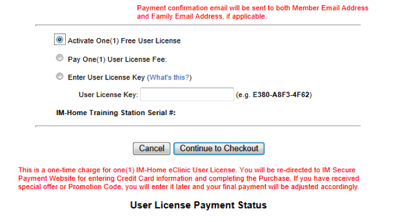 Payment confirmation email will be sent to both Member Email Address
and Family Email Address, if applicable.
Activate One(1) Free User License
Pay One(1) User License Fee:
Enter User License Key (What's this?)
User License Key: (e.g. E380-A8F3-4F62)
IM-Home Training Station Serial #:
Cancel Continue to Checkout
This is a one-time charge for one(1) IM-Home eClinic User License. You will be re-directed to IM Secure
Payment Website for entering Credit Card information and completing the Purchase. If you have received
special offer or Promotion Code, you will enter it later and your final payment will be adjusted accordingly.
User License Payment Status